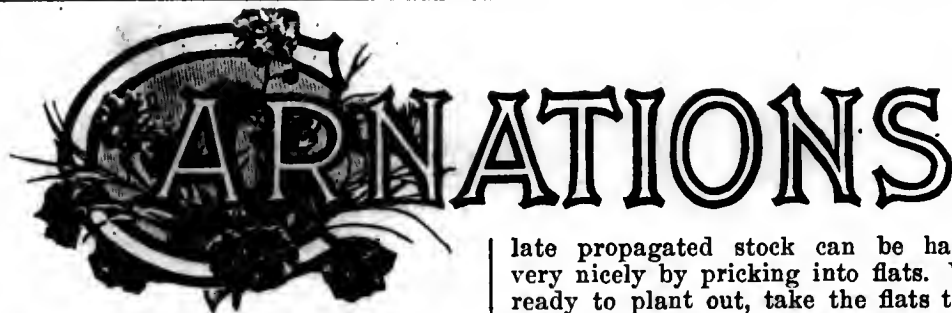 CARNATIONS
late propagated stock can be
very nicely by pricking into flats.
ready to plant out, take the flats